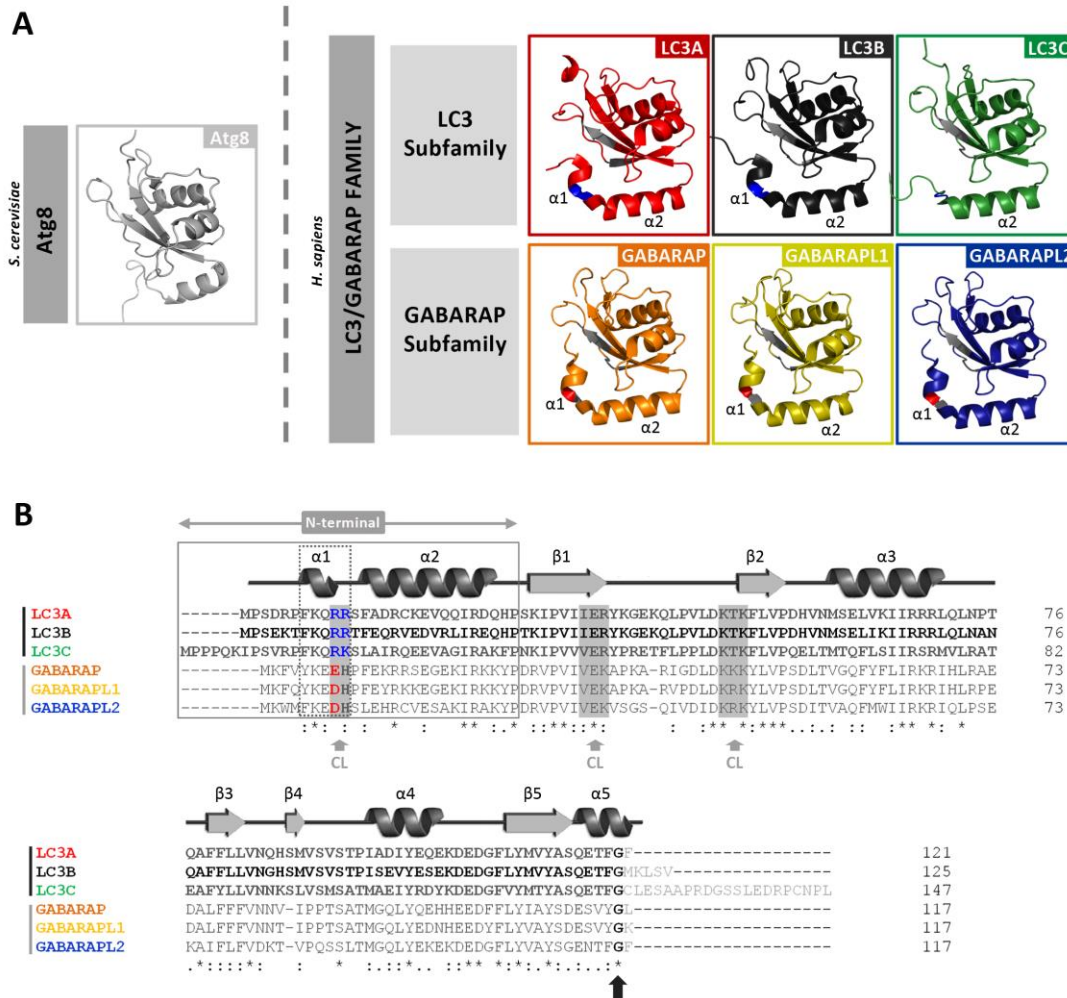 A
S. cerevisiae
Atg8
Atg8
H. sapiens
LC3/GABARAP FAMILY
LC3
Subfamily
GABARAP
Subfamily
LC3A
α1
α2
LC3B
α1
α2
LC3C
α2
GABARAP
α1
α2
GABARAPL1
α1
α2
GABARAPL2
α1
α2
B
N-terminal
α1 α2 β1 β2 α3
LC3A ------MPSDRPFKQRRSFADRCKEVQQIRDQHPSKIPVIIERYKGEKQLPVLDKTKFLVPDHVNMSELVKIIRRRLQLNPT 76
LC3B ------MPSEKTFKQRRTFEQRVEDVRLIREQHPTKIPVIIERYKGEKQLPVLDKTKFLVPDHVNMSELIKIIRRRLQLNAN 76
LC3C MPPPQKIPSVRPFKQRKSLAIRQEEVAGIRAKFPNKIPVVVERYPRETFLPPLDKTKFLVPQELTMTQFLSIIRSRMVLRAT 82
GABARAP --------MKFVYKEEHPFEKRRSEGEKIRKKYPDRVPVIVEKAPKA-RIGDLDKKKYLVPSDLTVGQFYFLIRKRIHLRPE 73
GABARAPL1 --------MKFQYKEDHPFEYRKKEGEKIRKKYPDRVPVIVEKAPKA-RVPDLDKRKYLVPSDLTVGQFYFLIRKRIHLRPE 73
GABARAPL2 --------MKWMFKEDHSLEHRCVESAKIRAKYPDRVPVIVEKVSGS-QIVDIDKRKYLVPSDITVAQFMWIIRKRIQLPSE 73
CL CL CL
β3 β4 α4 β5 α5
LC3A QAFFLLVNQHSMVSVSTPIADIYEQEKDEDGFLYMVYASQETFGF---------------------- 121
LC3B QAFFLLVNGHSMVSVSTPISEVYESEKDEDGFLYMVYASQETFGMKLSV------------------ 125
LC3C EAFYLLVNNKSLVSMSATMAEIYRDYKDEDGFVYMTYASQETFGCLESAAPRDGSSLEDRPCNPL 147
GABARAP DALFFFVNNV-IPPTSATMGQLYQEHHEEDFFLYIAYSDESVYGL---------------------- 117
GABARAPL1 DALFFFVNNT-IPPTSATMGQLYEDNHEEDYFLYVAYSDESVYGK---------------------- 117
GABARAPL2 KAIFLFVDKT-VPQSSLTMGQLYEKEKDEDGFLYVAYSGENTFGF---------------------- 117